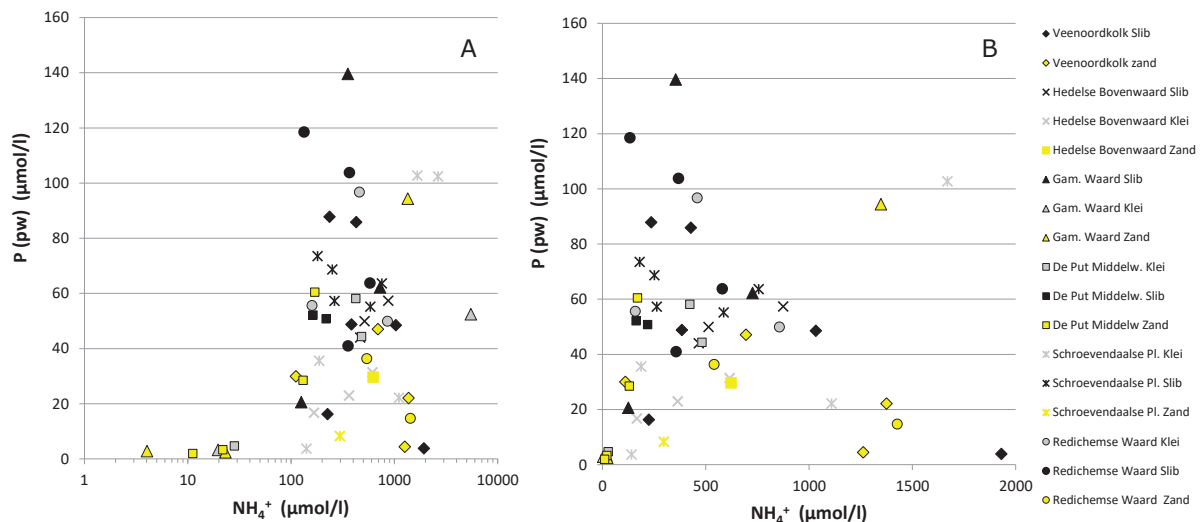 A
P (pw) (µmol/l)
160
140
120
100
80
60
40
20
0
1 10 100 1000 10000
NH₄⁺ (µmol/l)
B
P (pw) (µmol/l)
160
140
120
100
80
60
40
20
0
0 500 1000 1500 2000
NH₄⁺ (µmol/l)
Veenoordkolk Slib
Veenoordkolk zand
Hedelse Bovenwaard Slib
Hedelse Bovenwaard Klei
Hedelse Bovenwaard Zand
Gam. Waard Slib
Gam. Waard Klei
Gam. Waard Zand
De Put Middelw. Klei
De Put Middelw. Slib
De Put Middelw Zand
Schroevendaalse Pl. Klei
Schroevendaalse Pl. Slib
Schroevendaalse Pl. Zand
Redichemse Waard Klei
Redichemse Waard Slib
Redichemse Waard Zand